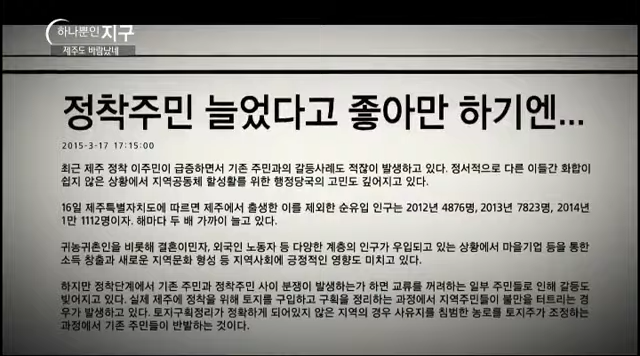 하나뿐인 지구
제주도 바람났네
정착주민 늘었다고 좋아만 하기엔...
2015-3-17 17:15:00
최근 제주 정착 이주민이 급증하면서 기존 주민과의 갈등사례도 적잖이 발생하고 있다. 정서적으로 다른 이들간 화합이
쉽지 않은 상황에서 지역공동체 활성활를 위한 행정당국의 고민도 깊어지고 있다.
16일 제주특별자치도에 따르면 제주에서 출생한 이를 제외한 순유입 인구는 2012년 4876명, 2013년 7823명, 2014년
1만 1112명이자. 해마다 두 배 가까이 늘고 있다.
귀농귀촌인을 비롯해 결혼이민자, 외국인 노동자 등 다양한 계층의 인구가 우입되고 있는 상황에서 마을기업 등을 통한
소득 창출과 새로운 지역문화 형성 등 지역사회에 긍정적인 영향도 미치고 있다.
하지만 정착단계에서 기존 주민과 정착주민 사이 분쟁이 발생하는가 하면 교류를 꺼려하는 일부 주민들로 인해 갈등도
빚어지고 있다. 실제 제주에 정착을 위해 토지를 구입하고 구획을 정리하는 과정에서 지역주민들이 불만을 터트리는 경
우가 발생하고 있다. 토지구획정리가 정확하게 되어있지 않은 지역의 경우 사유지를 침범한 농로를 토지주가 조정하는
과정에서 기존 주민들이 반발하는 것이다.